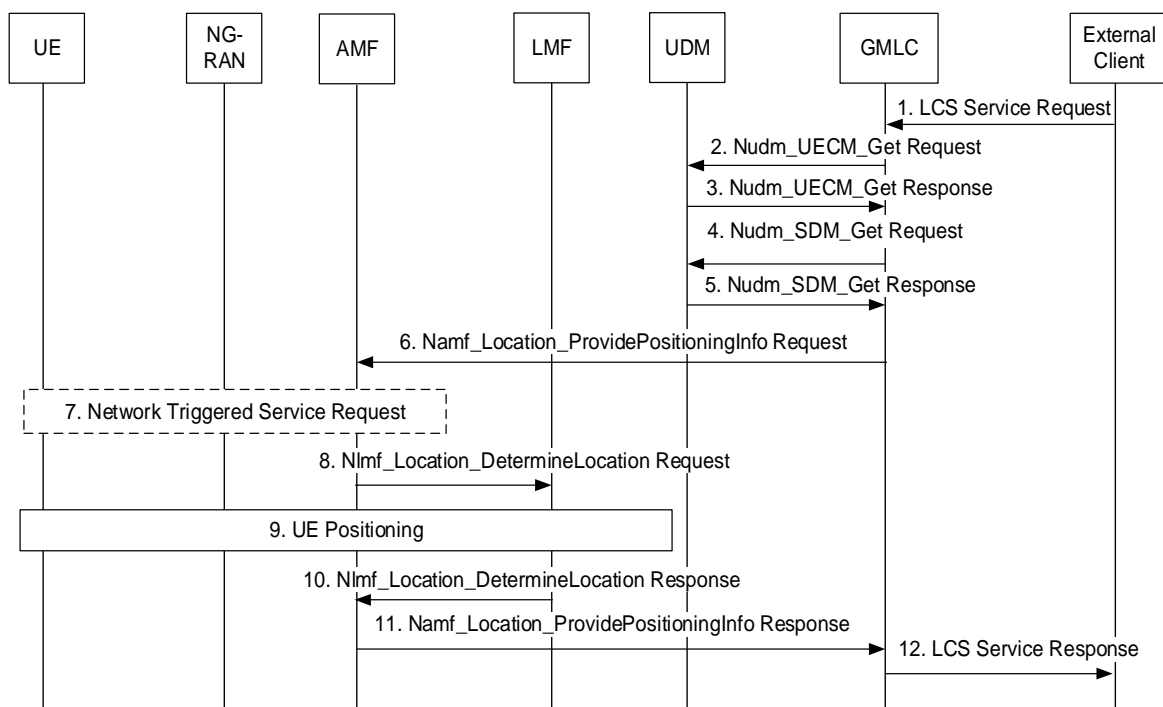 UE
NG-
RAN
AMF
LMF
UDM
GMLC
External
Client
1. LCS Service Request
2. Nudm_UECM_Get Request
3. Nudm_UECM_Get Response
4. Nudm_SDM_Get Request
5. Nudm_SDM_Get Response
6. Namf_Location_ProvidePositioningInfo Request
7. Network Triggered Service Request
8. Nlmf_Location_DetermineLocation Request
9. UE Positioning
10. Nlmf_Location_DetermineLocation Response
11. Namf_Location_ProvidePositioningInfo Response
12. LCS Service Response